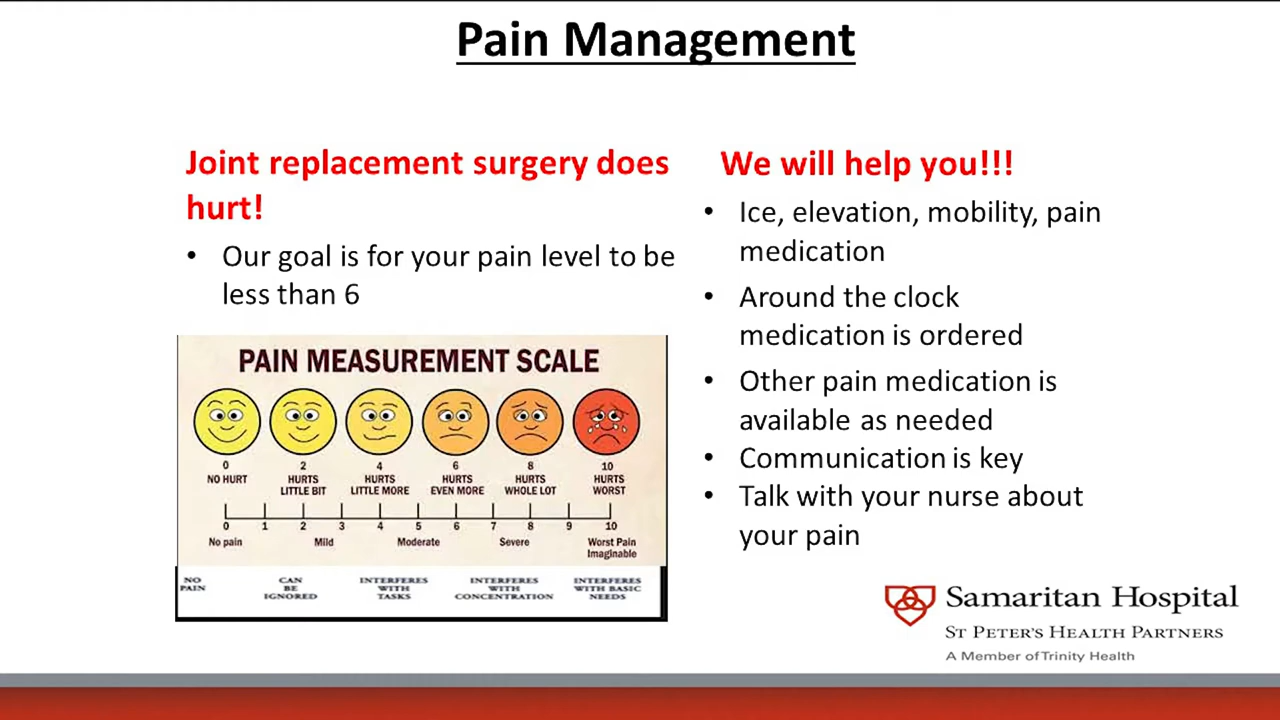 Pain Management
Joint replacement surgery does
hurt!
• Our goal is for your pain level to be
less than 6
PAIN MEASUREMENT SCALE
0 2 4 6 8 10
NO HURT HURTS HURTS HURTS HURTS HURTS
LITTLE BIT LITTLE MORE EVEN MORE WHOLE LOT WORST
0 1 2 3 4 5 6 7 8 9 10
No pain Mild Moderate Severe Worst Pain
Imaginable
NO CAN INTERFERES INTERFERES INTERFERES
PAIN BE WITH WITH WITH BASIC
IGNORED TASKS CONCENTRATION NEEDS
We will help you!!!
• Ice, elevation, mobility, pain
medication
• Around the clock
medication is ordered
• Other pain medication is
available as needed
• Communication is key
• Talk with your nurse about
your pain
Samaritan Hospital
ST PETER'S HEALTH PARTNERS
A Member of Trinity Health